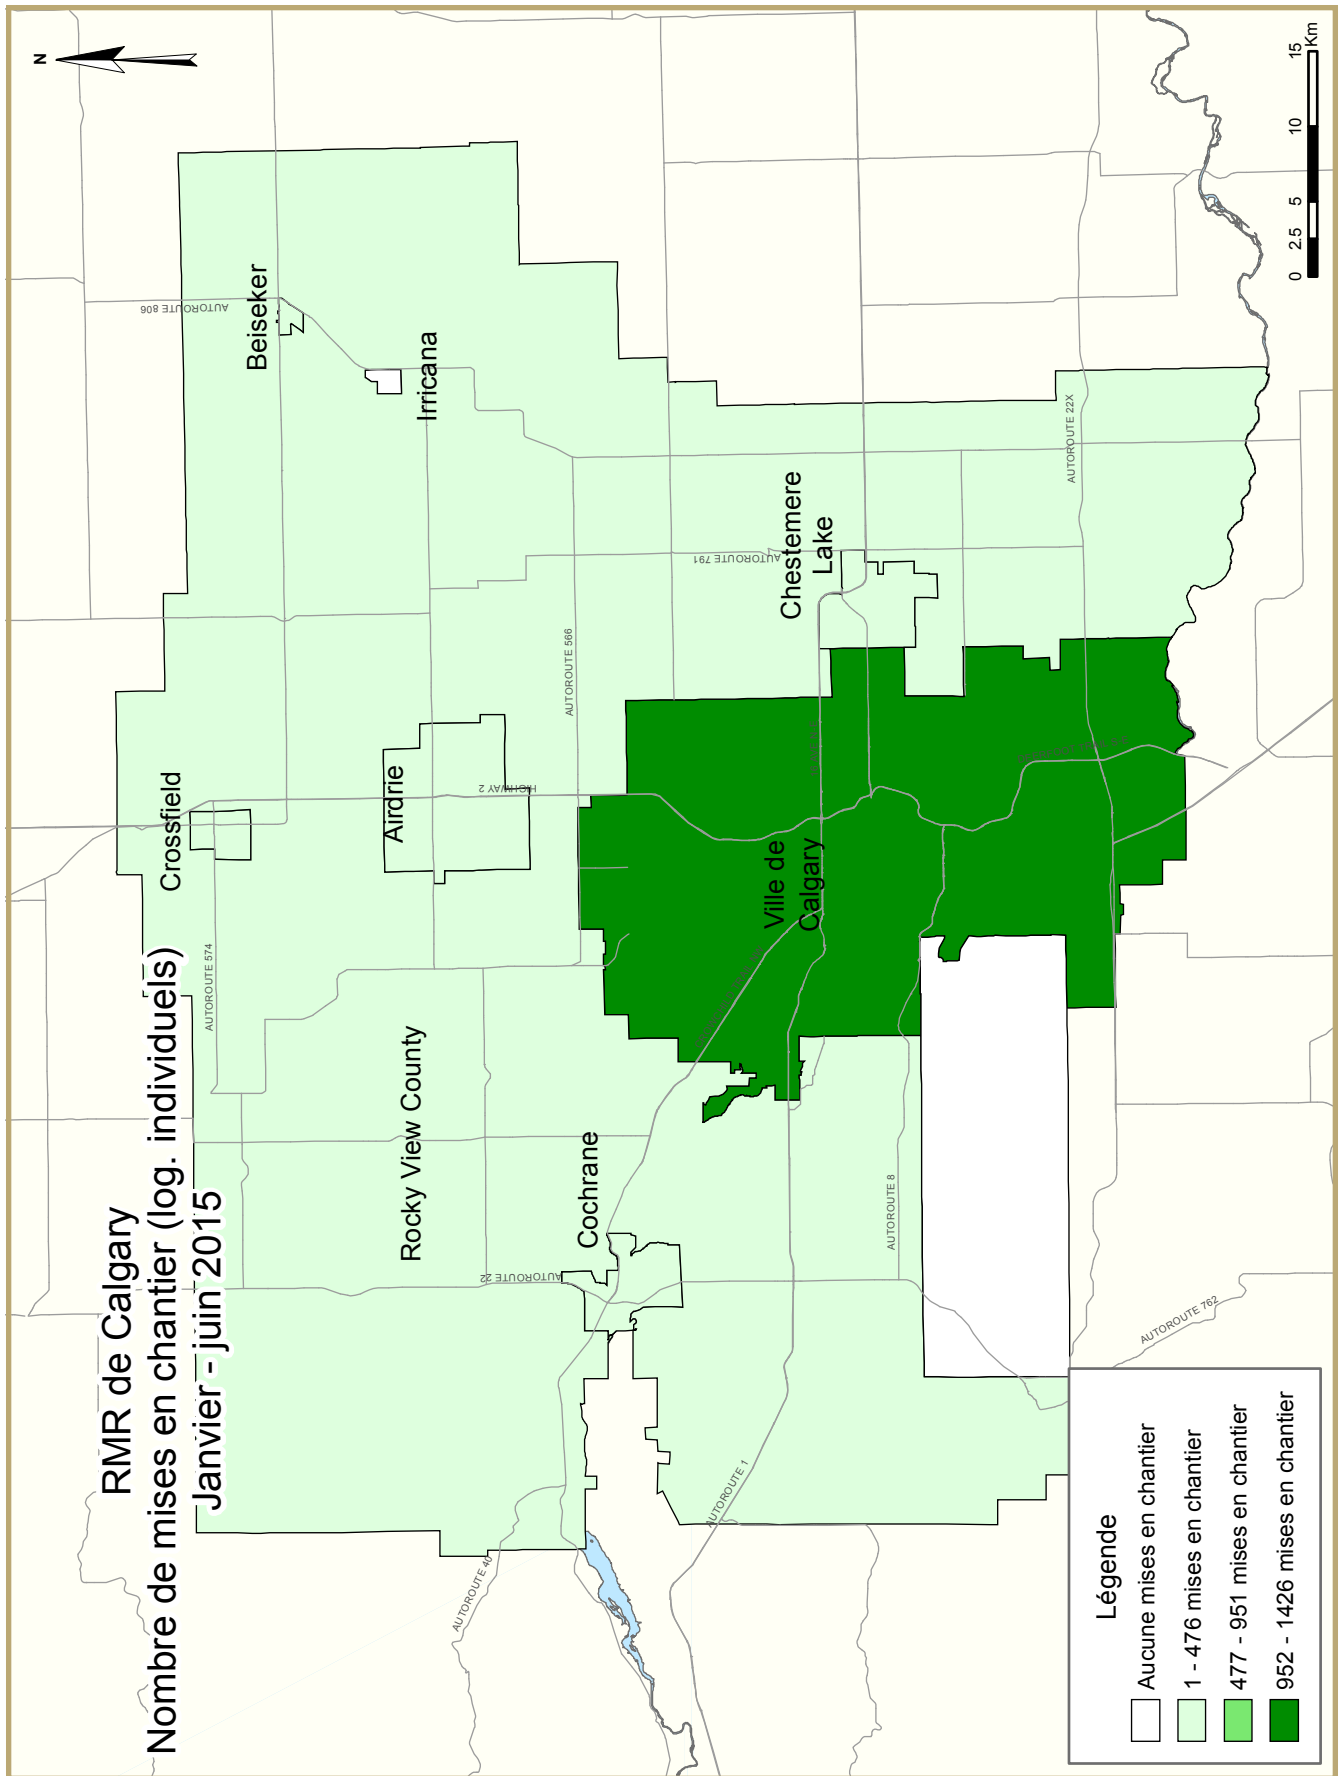 RMR de Calgary
Nombre de mises en chantier (log. individuels)
Janvier - juin 2015
N
Crossfield
Beiseker
Irricana
Airdrie
Rocky View County
Cochrane
Chestemere
Lake
Ville de
Calgary
AUTOROUTE 574
AUTOROUTE 806
AUTOROUTE 566
AUTOROUTE 791
HIGHWAY 2
AUTOROUTE 22
AUTOROUTE 40
AUTOROUTE 1
AUTOROUTE 8
AUTOROUTE 22X
AUTOROUTE 762
Légende
Aucune mises en chantier
1 - 476 mises en chantier
477 - 951 mises en chantier
952 - 1426 mises en chantier
0 2.5 5 10 15
Km